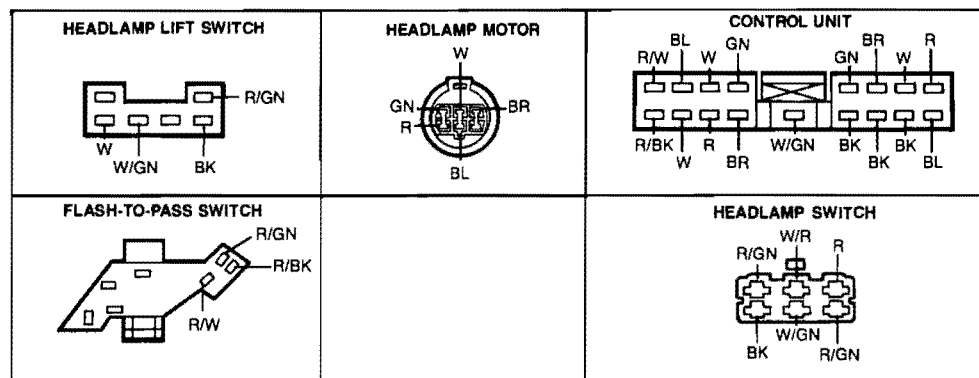 HEADLAMP LIFT SWITCH
R/GN
W
W/GN
BK
HEADLAMP MOTOR
W
GN
BR
R
BL
CONTROL UNIT
R/W
BL
W
GN
GN
BR
W
R
R/BK
W
R
BR
W/GN
BK
BK
BK
BL
FLASH-TO-PASS SWITCH
R/GN
R/BK
R/W
HEADLAMP SWITCH
R/GN
W/R
R
BK
W/GN
R/GN